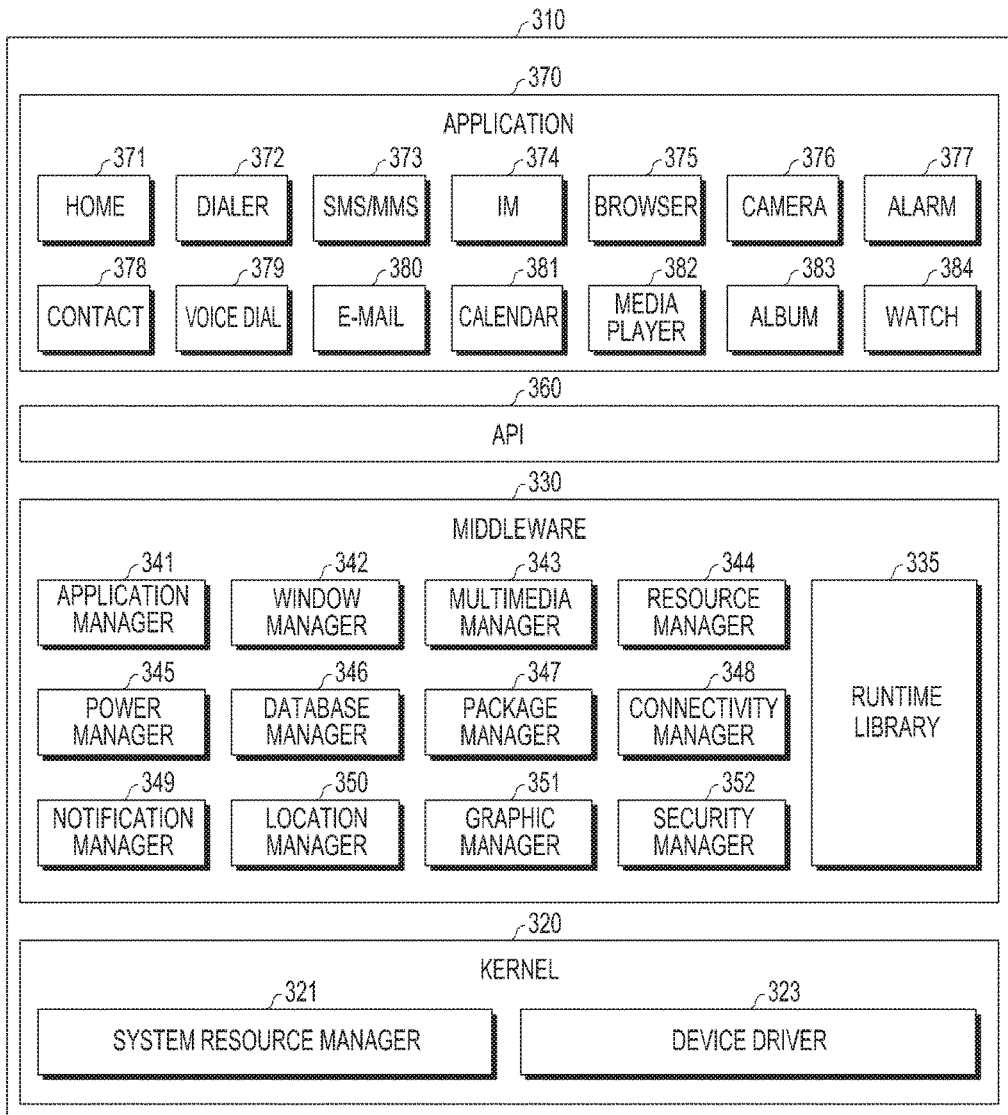 310
370
APPLICATION
371 372 373 374 375 376 377
HOME DIALER SMS/MMS IM BROWSER CAMERA ALARM
378 379 380 381 382 383 384
CONTACT VOICE DIAL E-MAIL CALENDAR MEDIA PLAYER ALBUM WATCH
360
API
330
MIDDLEWARE
341 342 343 344 335
APPLICATION MANAGER WINDOW MANAGER MULTIMEDIA MANAGER RESOURCE MANAGER
345 346 347 348
POWER MANAGER DATABASE MANAGER PACKAGE MANAGER CONNECTIVITY MANAGER RUNTIME LIBRARY
349 350 351 352
NOTIFICATION MANAGER LOCATION MANAGER GRAPHIC MANAGER SECURITY MANAGER
320
KERNEL
321 323
SYSTEM RESOURCE MANAGER DEVICE DRIVER